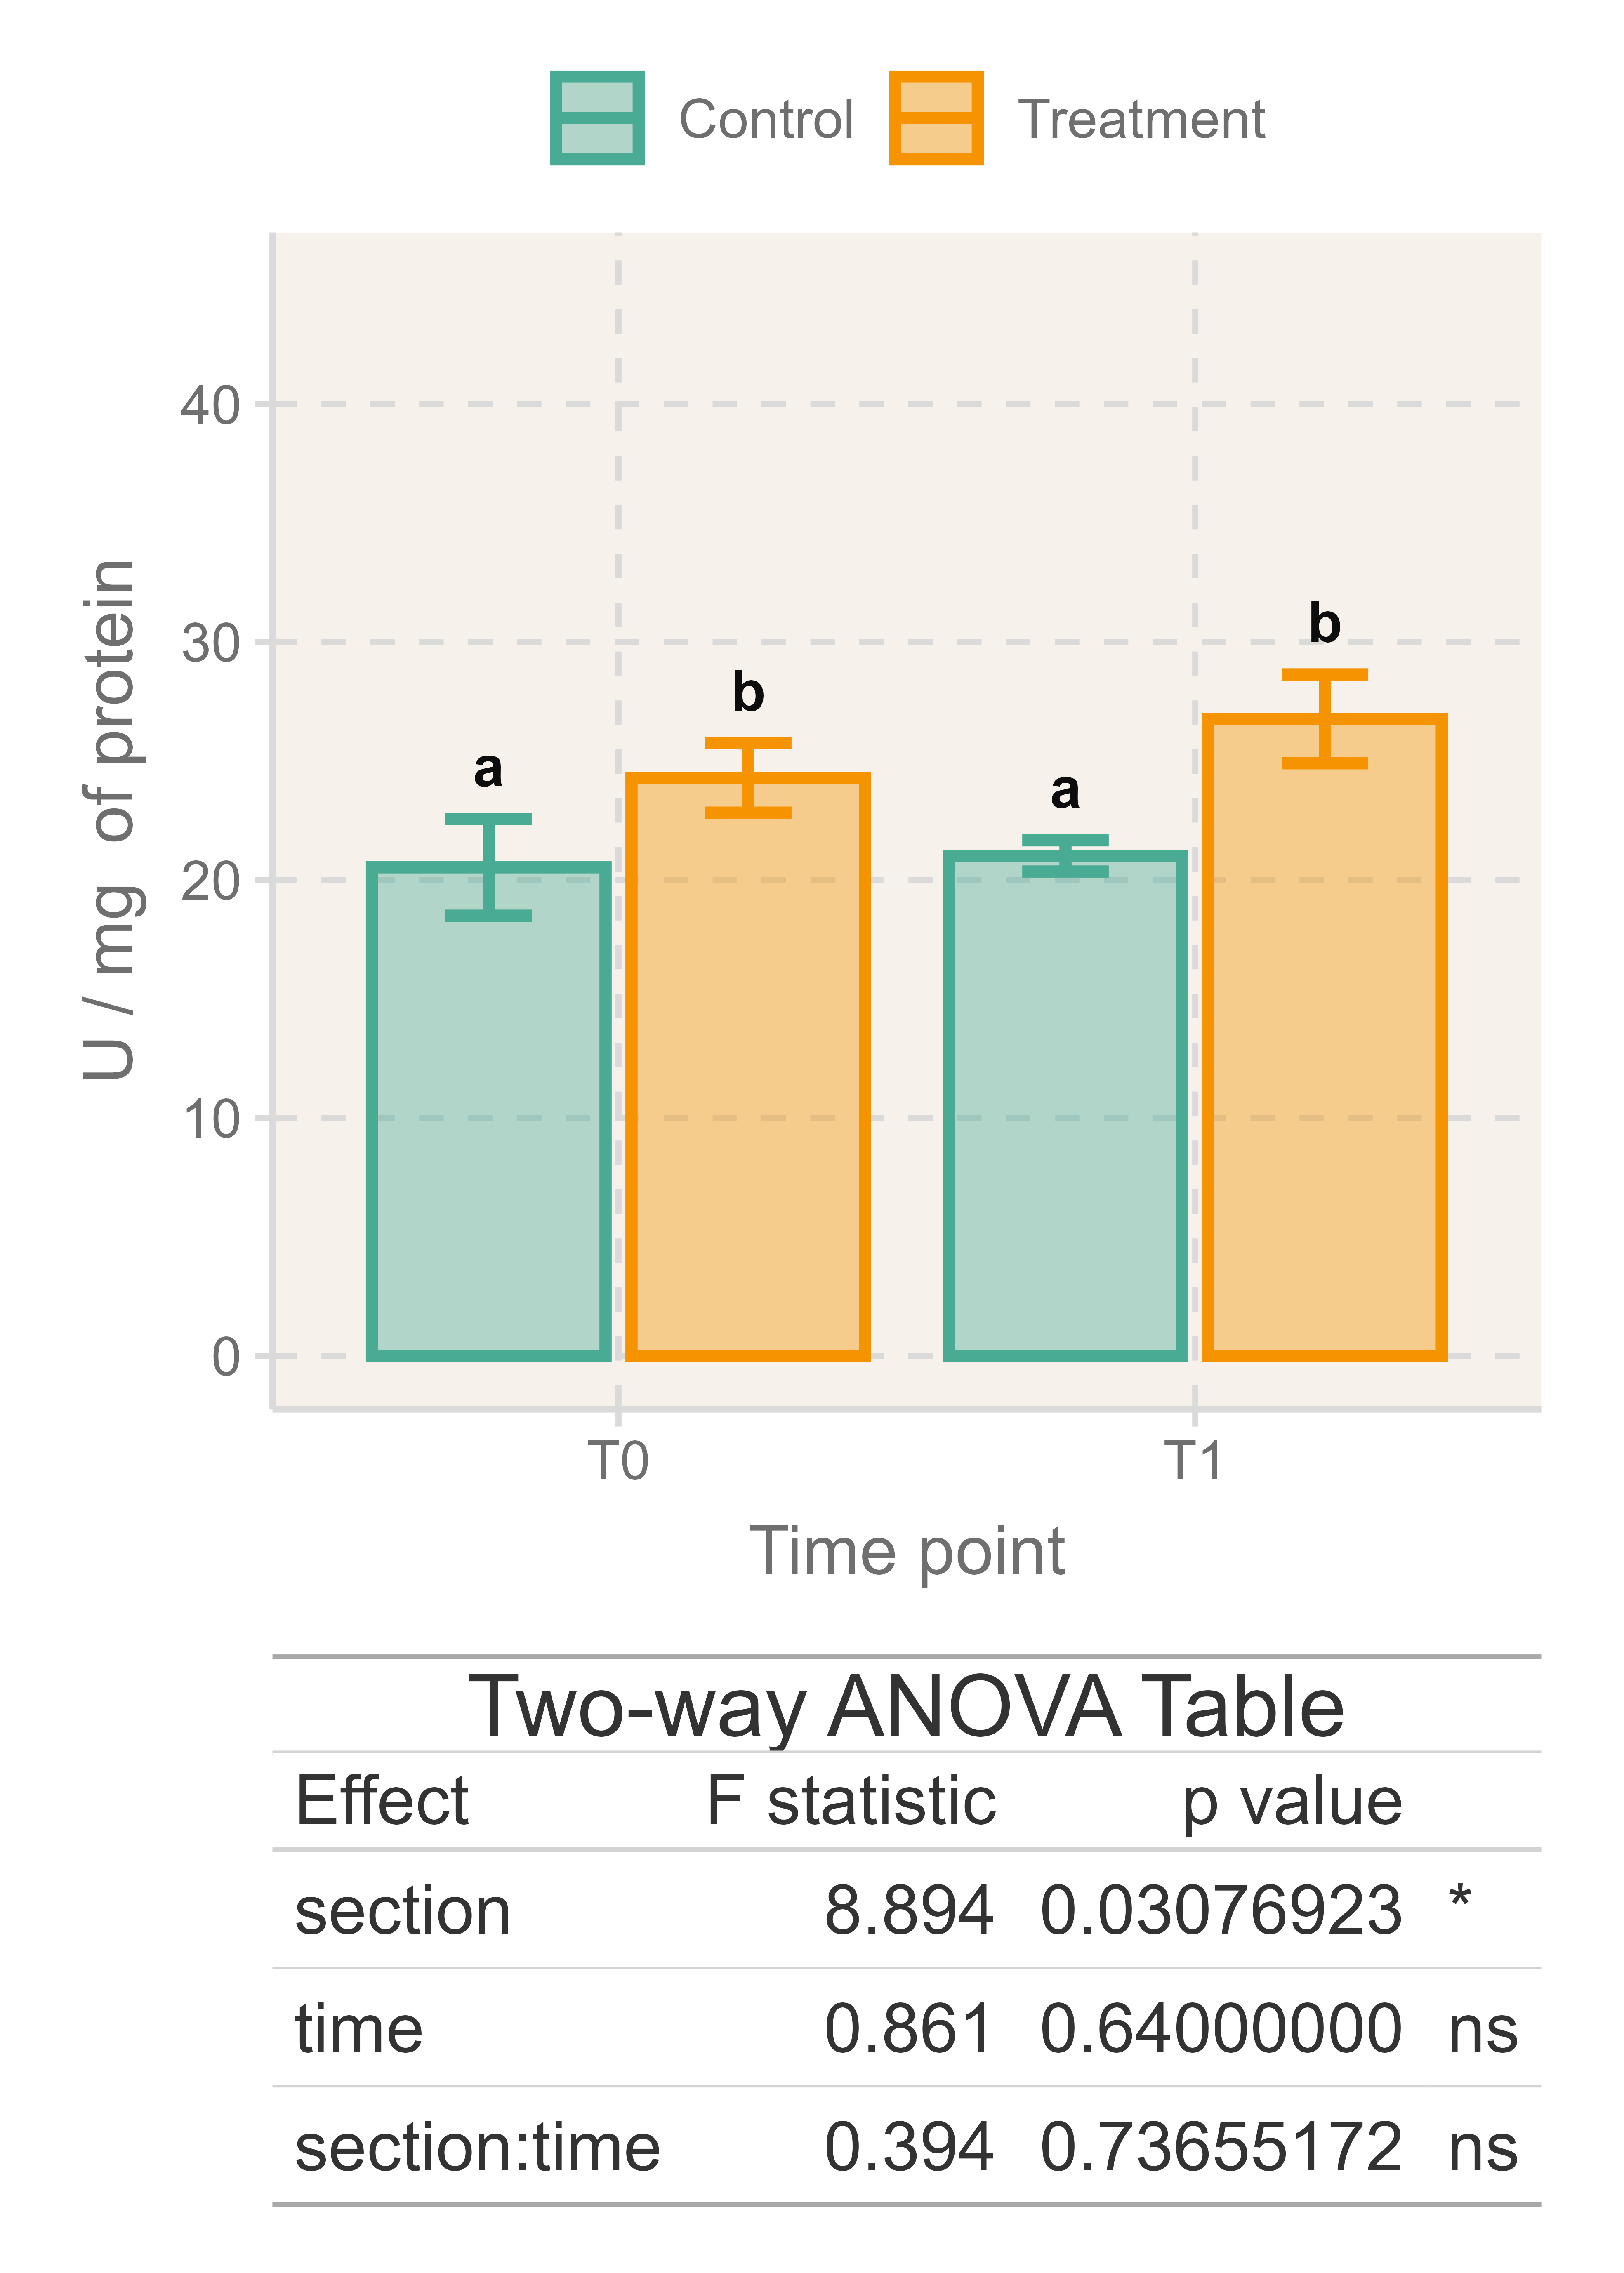 Control Treatment
40
30
20
10
0
U / mg of protein
b
b
a
a
T0 T1
Time point
Two-way ANOVA Table
Effect F statistic p value
section 8.894 0.03076923 *
time 0.861 0.64000000 ns
section:time 0.394 0.73655172 ns